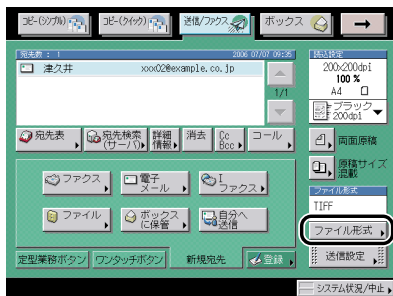 コピー(シンプル)
コピー(クイック)
送信/ファクス
ボックス
宛先数 : 1
2006 07/07 09:35
津久井
xxx02@example.co.jp
1/1
宛先表
宛先検索
(サーバ)
詳細
情報
消去
Cc
Bcc
コール
ファクス
電子
メール
I
ファクス
ファイル
ボックス
に保管
自分へ
送信
定型業務ボタン
ワンタッチボタン
新規宛先
登録
読込設定
200x200dpi
100 %
A4
ブラック
200dpi
両面原稿
原稿サイズ
混載
ファイル形式
TIFF
ファイル形式
送信設定
システム状況/中止